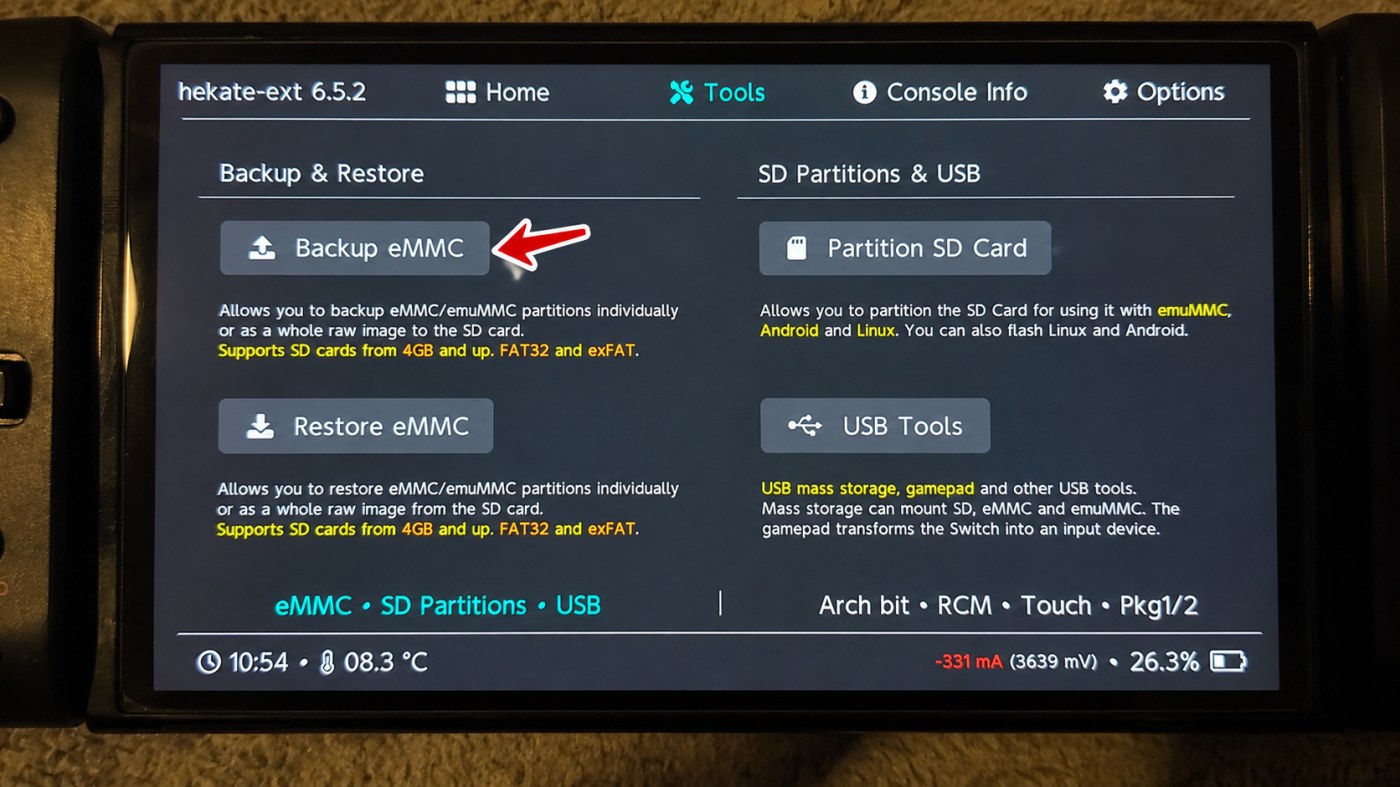 hekate-ext 6.5.2 Home Tools Console Info Options
Backup & Restore
Backup eMMC
Allows you to backup eMMC/emuMMC partitions individually
or as a whole raw image to the SD card.
Supports SD cards from 4GB and up. FAT32 and exFAT.
Restore eMMC
Allows you to restore eMMC/emuMMC partitions individually
or as a whole raw image from the SD card.
Supports SD cards from 4GB and up. FAT32 and exFAT.
SD Partitions & USB
Partition SD Card
Allows you to partition the SD Card for using it with emuMMC,
Android and Linux. You can also flash Linux and Android.
USB Tools
USB mass storage, gamepad and other USB tools.
Mass storage can mount SD, eMMC and emuMMC. The
gamepad transforms the Switch into an input device.
eMMC • SD Partitions • USB | Arch bit • RCM • Touch • Pkg1/2
10:54 • 08.3 °C -331 mA (3639 mV) • 26.3%